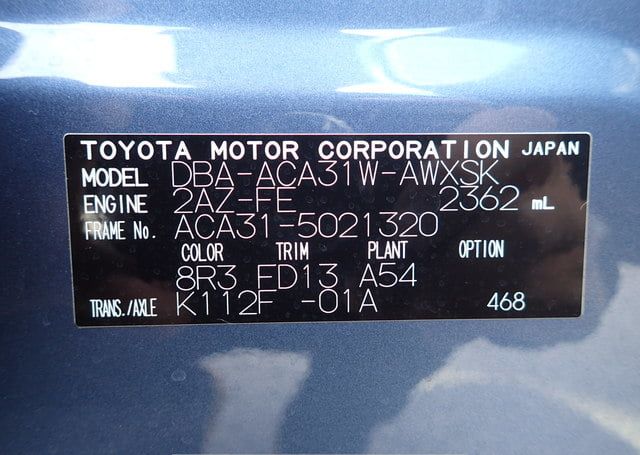 TOYOTA MOTOR CORPORATION JAPAN
MODEL DBA-ACA31W-AWXSK
ENGINE 2AZ-FE 2362 mL
FRAME No. ACA31-5021320
COLOR TRIM PLANT OPTION
8R3 FD13 A54
TRANS./AXLE K112F -01A 468